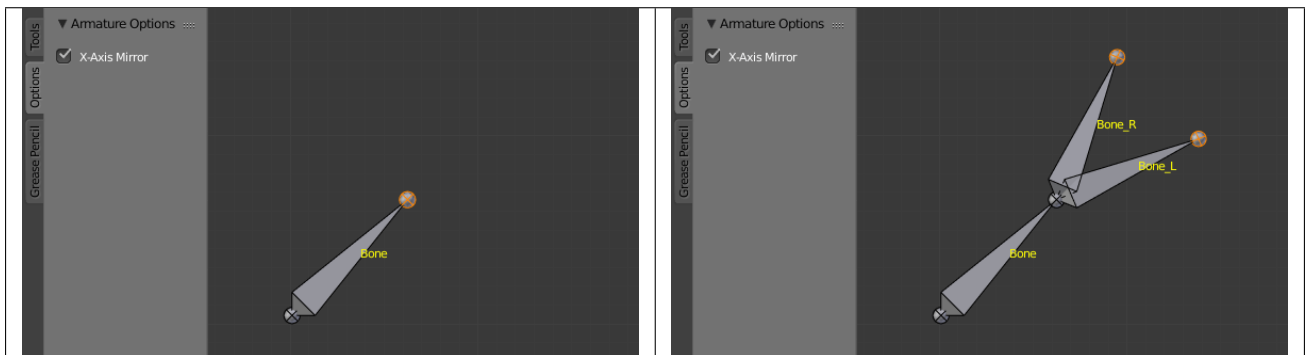 Tools
Options
Grease Pencil
▼ Armature Options
X-Axis Mirror
Bone
Tools
Options
Grease Pencil
▼ Armature Options
X-Axis Mirror
Bone_R
Bone_L
Bone